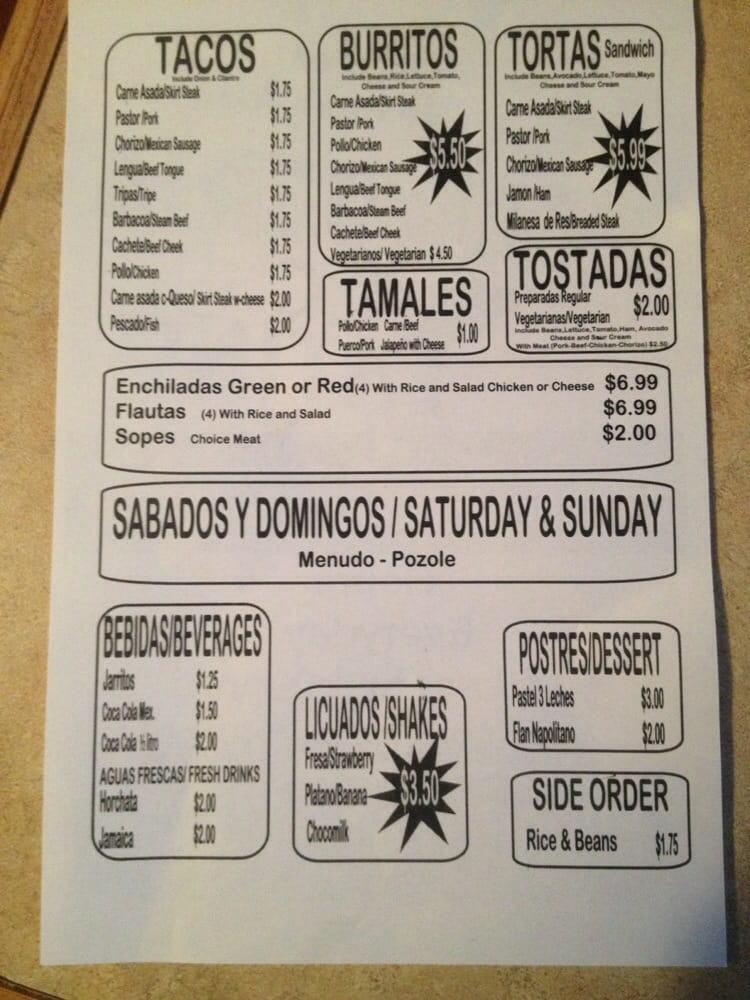 TACOS
Include Onion & Cilantro
Carne Asada/Skirt Steak $1.75
Pastor /Pork $1.75
Chorizo/Mexican Sausage $1.75
Lengua/Beef Tongue $1.75
Tripas/Tripe $1.75
Barbacoa/Steam Beef $1.75
Cachete/Beef Cheek $1.75
Pollo/Chicken $1.75
Carne asada c-Queso/ Skirt Steak w-cheese $2.00
Pescado/Fish $2.00
BURRITOS
Include Beans,Rice,Lettuce,Tomato,
Cheese and Sour Cream
Carne Asada/Skirt Steak
Pastor /Pork
Pollo/Chicken
Chorizo/Mexican Sausage
Lengua/Beef Tongue
Barbacoa/Steam Beef
Cachete/Beef Cheek
$5.50
Vegetarianos/ Vegetarian $ 4.50
TORTAS Sandwich
Include Beans,Avocado,Lettuce,Tomato,Mayo
Cheese and Sour Cream
Carne Asada/Skirt Steak
Pastor /Pork
Chorizo/Mexican Sausage
Jamon /Ham
Milanesa de Res/Breaded Steak
$5.99
TAMALES
Pollo/Chicken Carne /Beef
Puerco/Pork Jalapeño with Cheese
$1.00
TOSTADAS
Preparadas Regular
Vegetarianas/Vegetarian
$2.00
Include Beans,Lettuce,Tomato,Ham, Avocado
Cheese and Sour Cream
With Meat (Pork-Beef-Chicken-Chorizo) $2.50
Enchiladas Green or Red(4) With Rice and Salad Chicken or Cheese $6.99
Flautas (4) With Rice and Salad $6.99
Sopes Choice Meat $2.00
SABADOS Y DOMINGOS / SATURDAY & SUNDAY
Menudo - Pozole
BEBIDAS/BEVERAGES
Jarritos $1.25
Coca Cola Mex. $1.50
Coca Cola ½ litro $2.00
AGUAS FRESCAS/ FRESH DRINKS
Horchata $2.00
Jamaica $2.00
LICUADOS /SHAKES
Fresa/Strawberry
Platano/Banana
Chocomilk
$3.50
POSTRES/DESSERT
Pastel 3 Leches $3.00
Flan Napolitano $2.00
SIDE ORDER
Rice & Beans $1.75